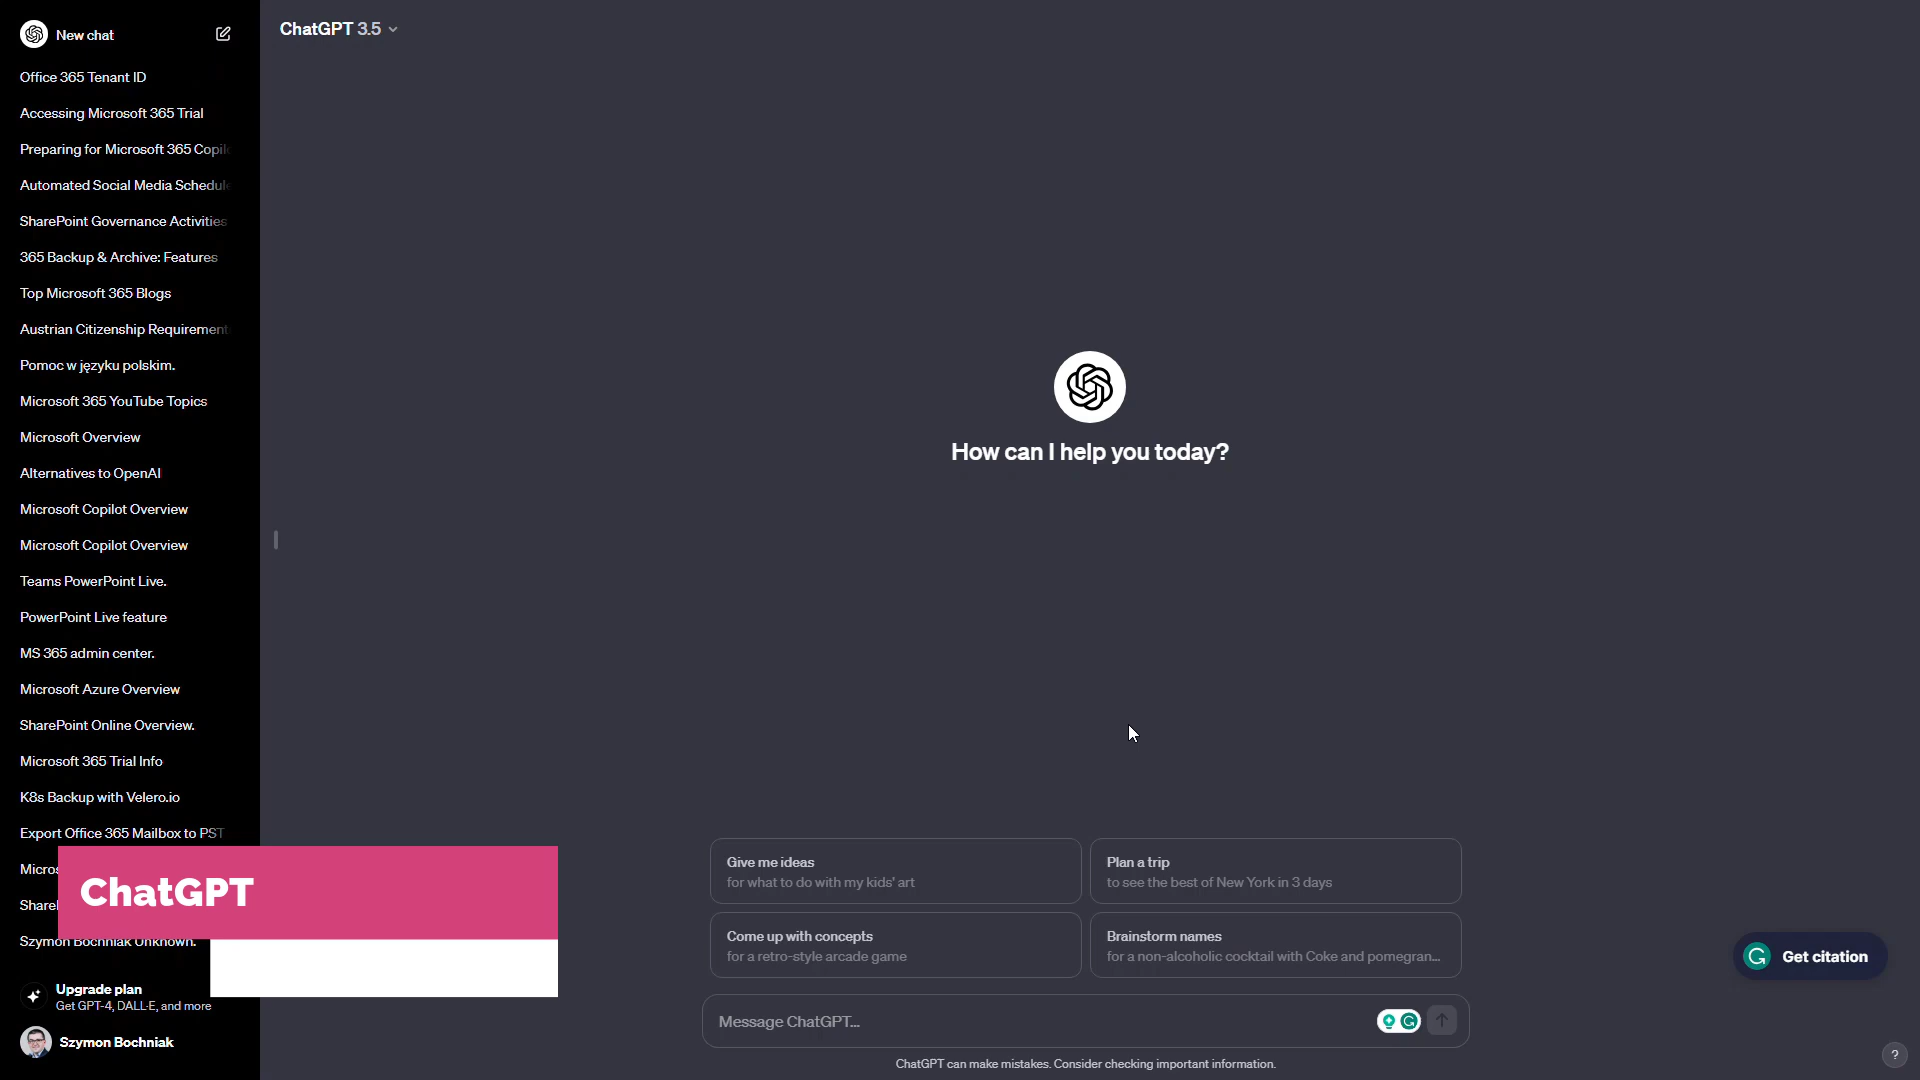 New chat
Office 365 Tenant ID
Accessing Microsoft 365 Trial
Preparing for Microsoft 365 Copil
Automated Social Media Schedule
SharePoint Governance Activities
365 Backup & Archive: Features
Top Microsoft 365 Blogs
Austrian Citizenship Requirement
Pomoc w języku polskim.
Microsoft 365 YouTube Topics
Microsoft Overview
Alternatives to OpenAI
Microsoft Copilot Overview
Microsoft Copilot Overview
Teams PowerPoint Live.
PowerPoint Live feature
MS 365 admin center.
Microsoft Azure Overview
SharePoint Online Overview.
Microsoft 365 Trial Info
K8s Backup with Velero.io
Export Office 365 Mailbox to PST
Szymon Bochniak Unknown.
Upgrade plan
Get GPT-4, DALL·E, and more
Szymon Bochniak
ChatGPT
ChatGPT 3.5
How can I help you today?
Give me ideas
for what to do with my kids' art
Plan a trip
to see the best of New York in 3 days
Come up with concepts
for a retro-style arcade game
Brainstorm names
for a non-alcoholic cocktail with Coke and pomegran...
Message ChatGPT...
ChatGPT can make mistakes. Consider checking important information.
Get citation
?